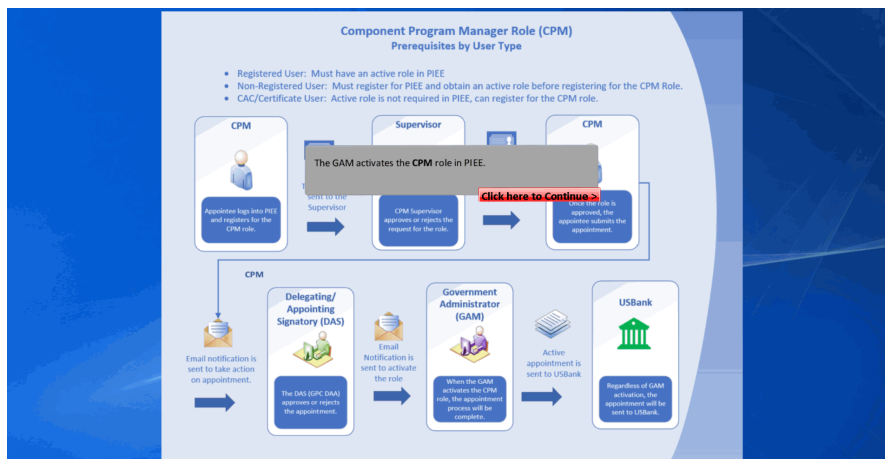 Component Program Manager Role (CPM)
Prerequisites by User Type
• Registered User: Must have an active role in PIEE
• Non-Registered User: Must register for PIEE and obtain an active role before registering for the CPM Role.
• CAC/Certificate User: Active role is not required in PIEE, can register for the CPM role.
CPM
Appointee logs into PIEE
and registers for the
CPM role.
sent to the
Supervisor
Supervisor
CPM Supervisor
approves or rejects the
request for the role.
CPM
Once the role is
approved, the
appointee submits the
appointment.
The GAM activates the CPM role in PIEE.
Click here to Continue >
CPM
Email notification is
sent to take action
on appointment.
Delegating/
Appointing
Signatory (DAS)
The DAS (GPC DAA)
approves or rejects
the appointment.
Email
Notification is
sent to activate
the role
Government
Administrator
(GAM)
When the GAM
activates the CPM
role, the appointment
process will be
complete.
Active
appointment is
sent to USBank
USBank
Regardless of GAM
activation, the
appointment will be
sent to USBank.